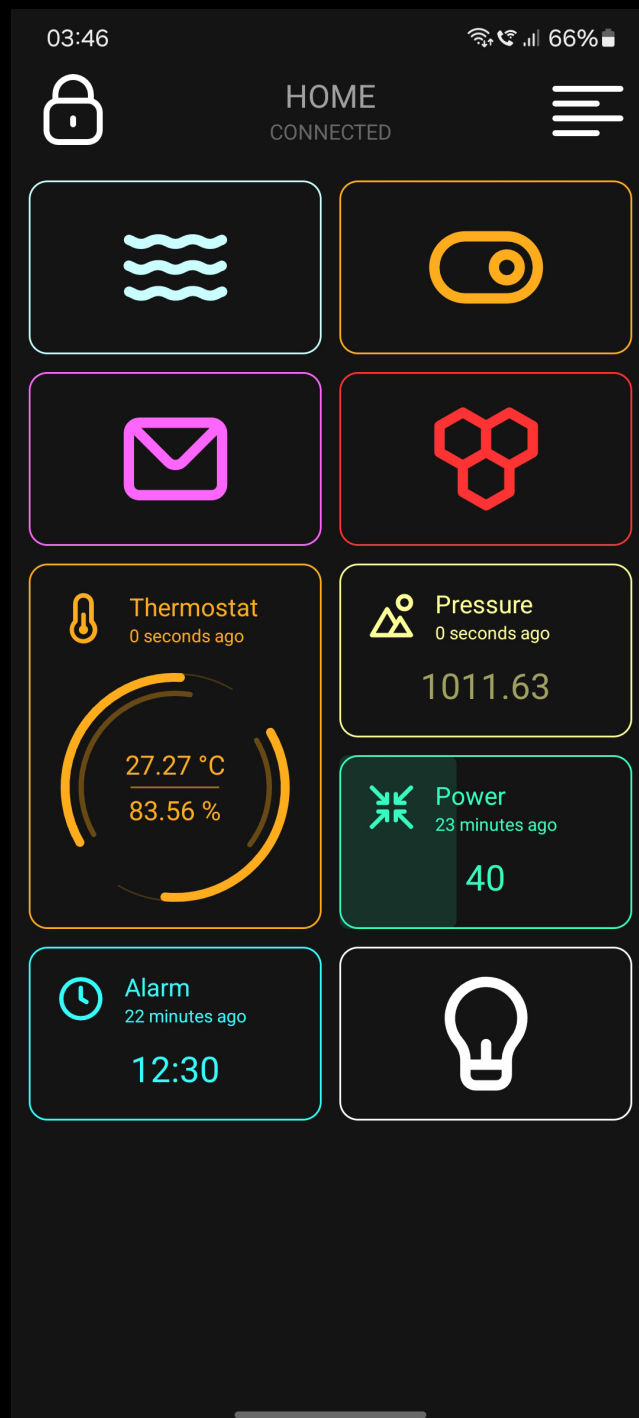 03:46
66%
HOME
CONNECTED
Thermostat
0 seconds ago
27.27 °C
83.56 %
Pressure
0 seconds ago
1011.63
Power
23 minutes ago
40
Alarm
22 minutes ago
12:30